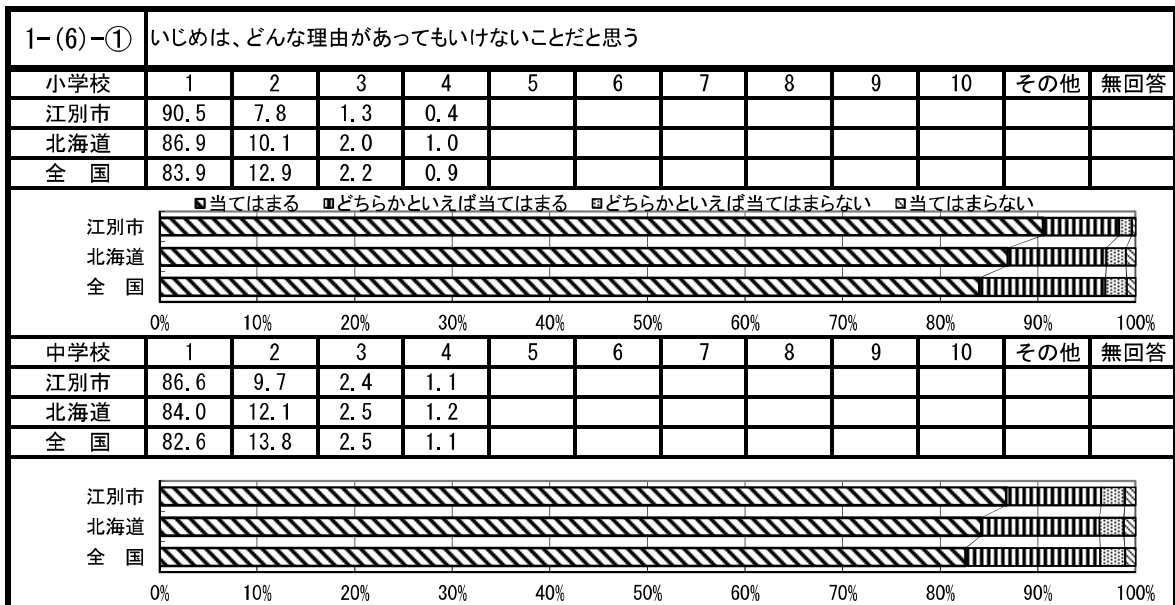 1-(6)-① いじめは、どんな理由があってもいけないことだと思う
小学校 1 2 3 4 5 6 7 8 9 10 その他 無回答
江別市 90.5 7.8 1.3 0.4
北海道 86.9 10.1 2.0 1.0
全 国 83.9 12.9 2.2 0.9
当てはまる どちらかといえば当てはまる どちらかといえば当てはまらない 当てはまらない
江別市
北海道
全 国
0% 10% 20% 30% 40% 50% 60% 70% 80% 90% 100%
中学校 1 2 3 4 5 6 7 8 9 10 その他 無回答
江別市 86.6 9.7 2.4 1.1
北海道 84.0 12.1 2.5 1.2
全 国 82.6 13.8 2.5 1.1
江別市
北海道
全 国
0% 10% 20% 30% 40% 50% 60% 70% 80% 90% 100%